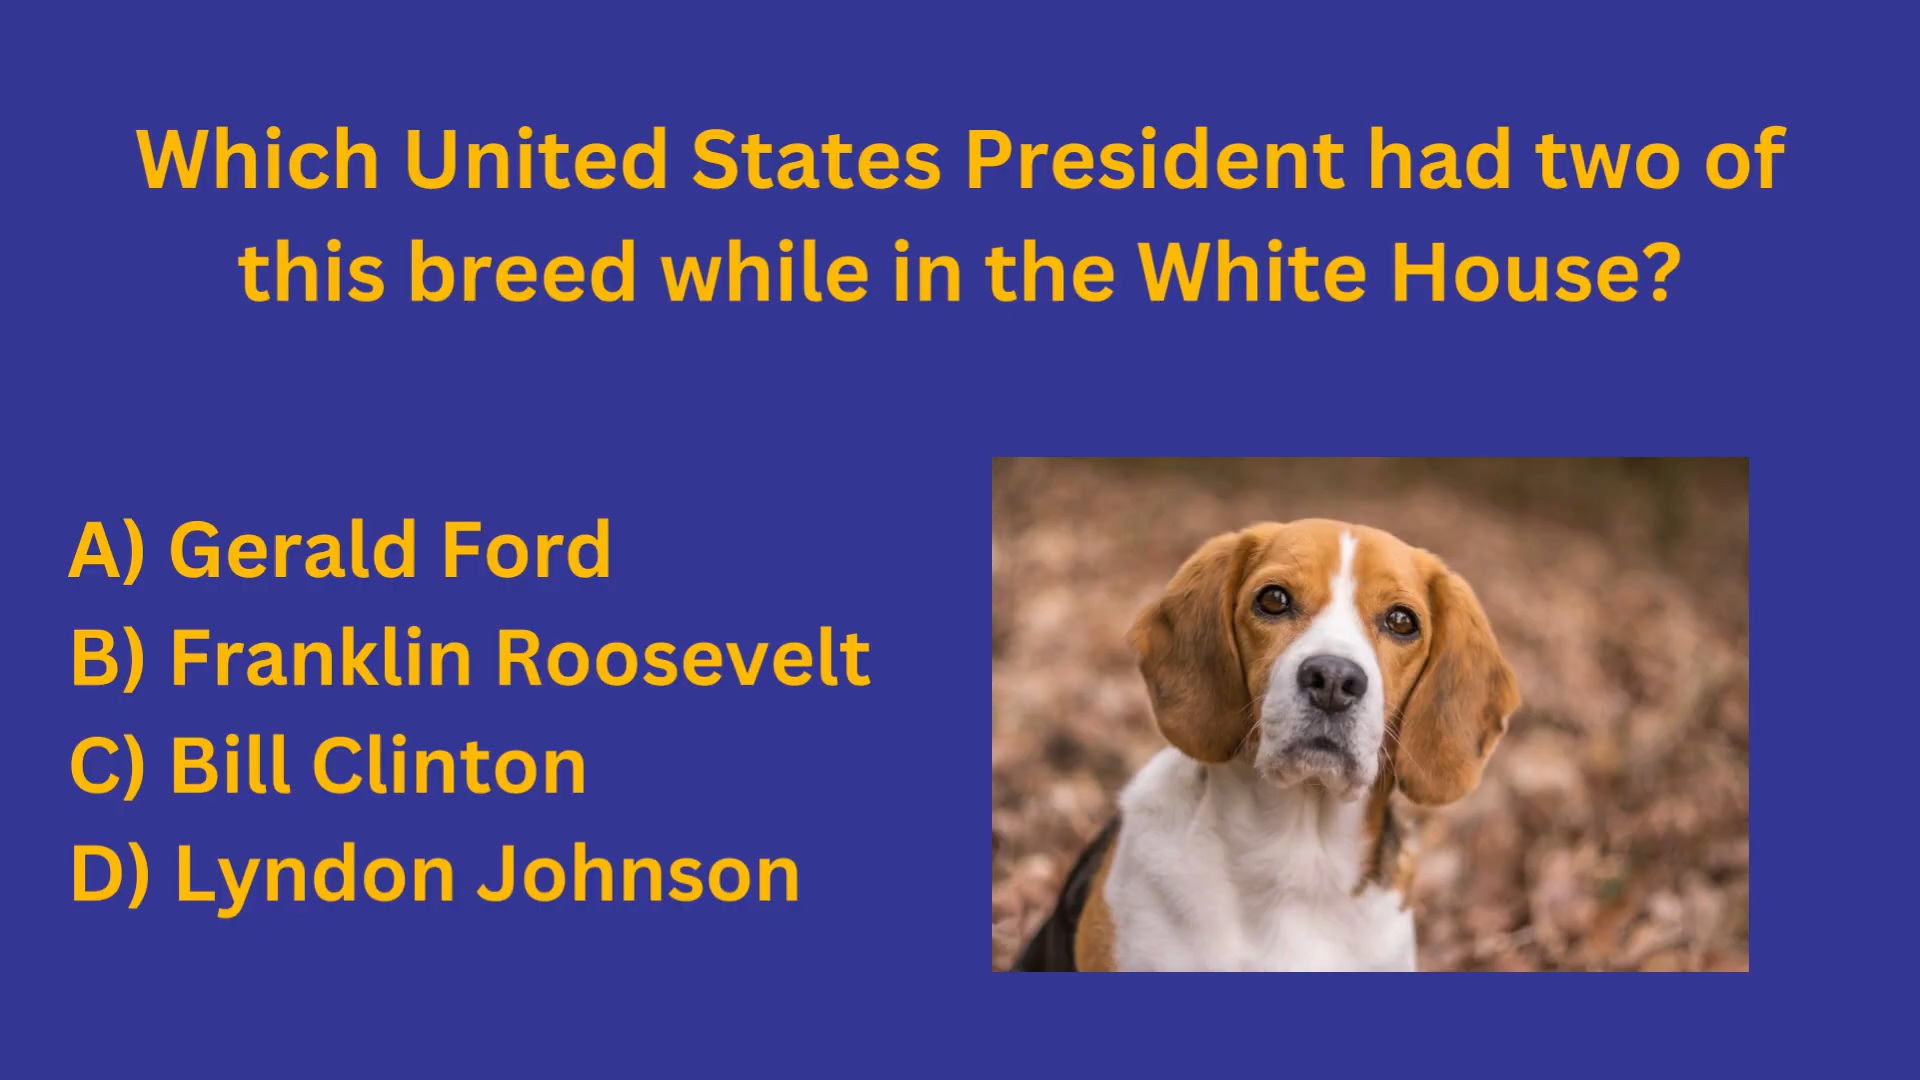 Which United States President had two of
this breed while in the White House?
A) Gerald Ford
B) Franklin Roosevelt
C) Bill Clinton
D) Lyndon Johnson